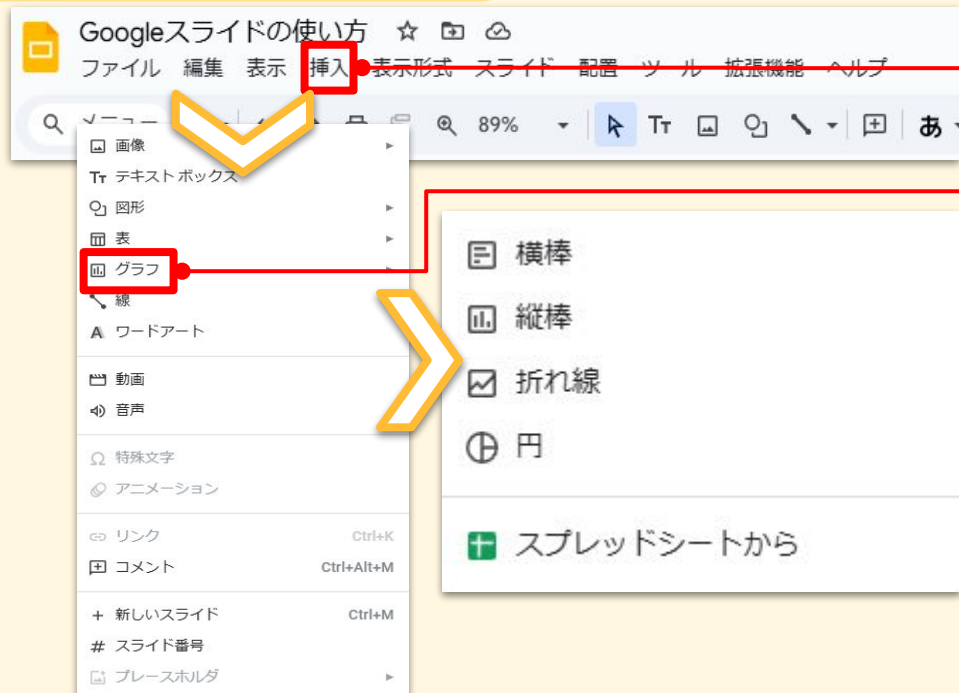 Googleスライドの使い方
ファイル 編集 表示 挿入 表示形式 スライド 配置 ツール 拡張機能 ヘルプ
メニュー 89% Tт あ
画像
Tт テキスト ボックス
図形
表
グラフ
線
A ワードアート
動画
音声
Ω 特殊文字
アニメーション
リンク Ctrl+K
コメント Ctrl+Alt+M
+ 新しいスライド Ctrl+M
# スライド番号
プレースホルダ
横棒
縦棒
折れ線
円
スプレッドシートから